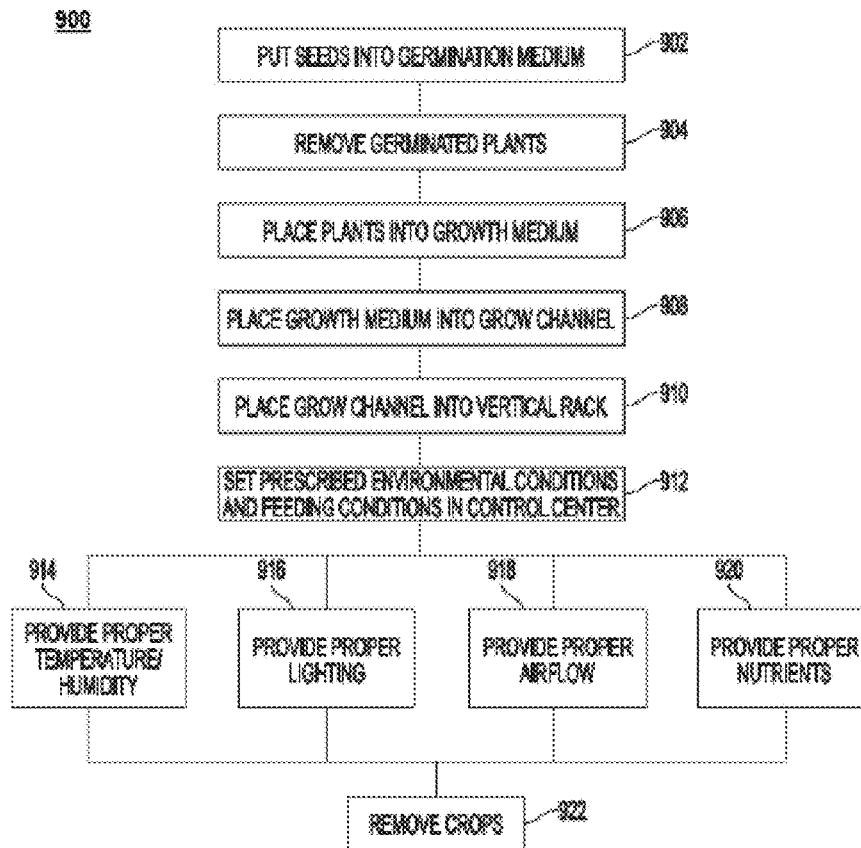 900
PUT SEEDS INTO GERMINATION MEDIUM
902
REMOVE GERMINATED PLANTS
904
PLACE PLANTS INTO GROWTH MEDIUM
906
PLACE GROWTH MEDIUM INTO GROW CHANNEL
908
PLACE GROW CHANNEL INTO VERTICAL RACK
910
SET PRESCRIBED ENVIRONMENTAL CONDITIONS
AND FEEDING CONDITIONS IN CONTROL CENTER
912
914
916
918
920
PROVIDE PROPER
TEMPERATURE/
HUMIDITY
PROVIDE PROPER
LIGHTING
PROVIDE PROPER
AIRFLOW
PROVIDE PROPER
NUTRIENTS
REMOVE CROPS
922